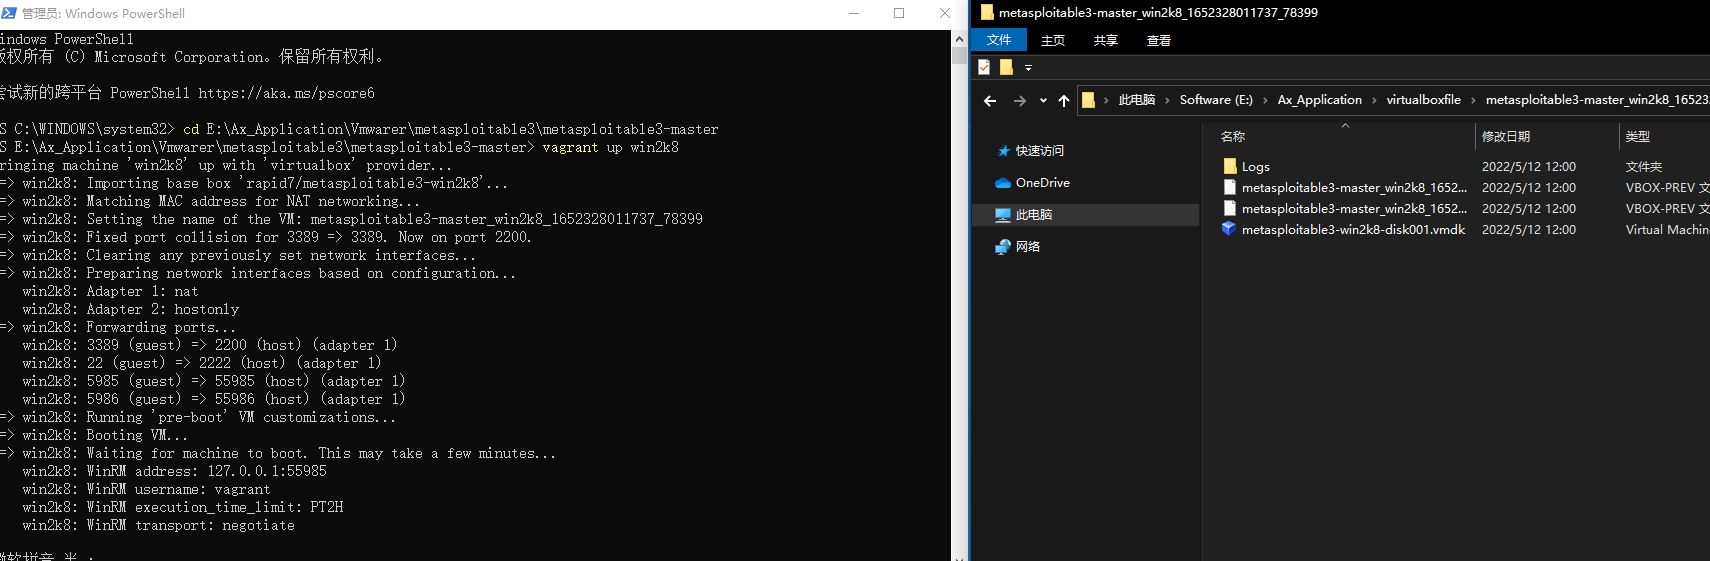 管理员: Windows PowerShell
indows PowerShell
版权所有 (C) Microsoft Corporation。保留所有权利。
尝试新的跨平台 PowerShell https://aka.ms/pscore6
S C:\WINDOWS\system32> cd E:\Ax_Application\Vmwarer\metasploitable3\metasploitable3-master
S E:\Ax_Application\Vmwarer\metasploitable3\metasploitable3-master> vagrant up win2k8
ringing machine 'win2k8' up with 'virtualbox' provider...
=> win2k8: Importing base box 'rapid7/metasploitable3-win2k8'...
=> win2k8: Matching MAC address for NAT networking...
=> win2k8: Setting the name of the VM: metasploitable3-master_win2k8_1652328011737_78399
=> win2k8: Fixed port collision for 3389 => 3389. Now on port 2200.
=> win2k8: Clearing any previously set network interfaces...
=> win2k8: Preparing network interfaces based on configuration...
win2k8: Adapter 1: nat
win2k8: Adapter 2: hostonly
=> win2k8: Forwarding ports...
win2k8: 3389 (guest) => 2200 (host) (adapter 1)
win2k8: 22 (guest) => 2222 (host) (adapter 1)
win2k8: 5985 (guest) => 55985 (host) (adapter 1)
win2k8: 5986 (guest) => 55986 (host) (adapter 1)
=> win2k8: Running 'pre-boot' VM customizations...
=> win2k8: Booting VM...
=> win2k8: Waiting for machine to boot. This may take a few minutes...
win2k8: WinRM address: 127.0.0.1:55985
win2k8: WinRM username: vagrant
win2k8: WinRM execution_time_limit: PT2H
win2k8: WinRM transport: negotiate
微软拼音 半 :
metasploitable3-master_win2k8_1652328011737_78399
文件 主页 共享 查看
此电脑 › Software (E:) › Ax_Application › virtualboxfile › metasploitable3-master_win2k8_16523
名称 修改日期 类型
快速访问
OneDrive
此电脑
网络
Logs 2022/5/12 12:00 文件夹
metasploitable3-master_win2k8_1652... 2022/5/12 12:00 VBOX-PREV 文
metasploitable3-master_win2k8_1652... 2022/5/12 12:00 VBOX-PREV 文
metasploitable3-win2k8-disk001.vmdk 2022/5/12 12:00 Virtual Machin